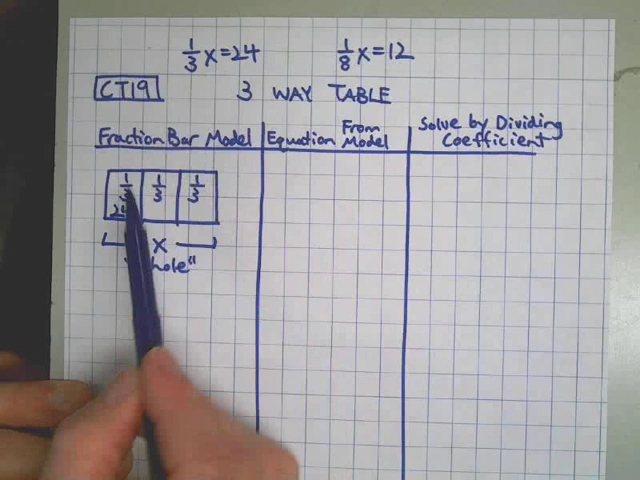 1/3 x=24 1/8 x=12
CT19 3 WAY TABLE
Fraction Bar Model
Equation From Model
Solve by Dividing
Coefficient
1/3 1/3 1/3
x